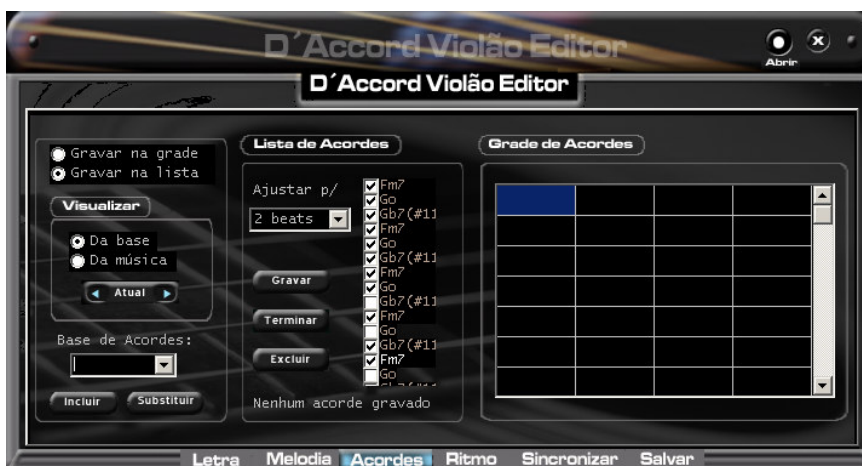 D´Accord Violão Editor
Abrir
D´Accord Violão Editor
Gravar na grade
Gravar na lista
Visualizar
Da base
Da música
Atual
Base de Acordes:
Incluir
Substituir
Lista de Acordes
Ajustar p/
2 beats
Gravar
Terminar
Excluir
Fm7
Go
Gb7(#11
Fm7
Go
Gb7(#11
Fm7
Go
Gb7(#11
Fm7
Go
Gb7(#11
Fm7
Go
Nenhum acorde gravado
Grade de Acordes
Letra Melodia Acordes Ritmo Sincronizar Salvar